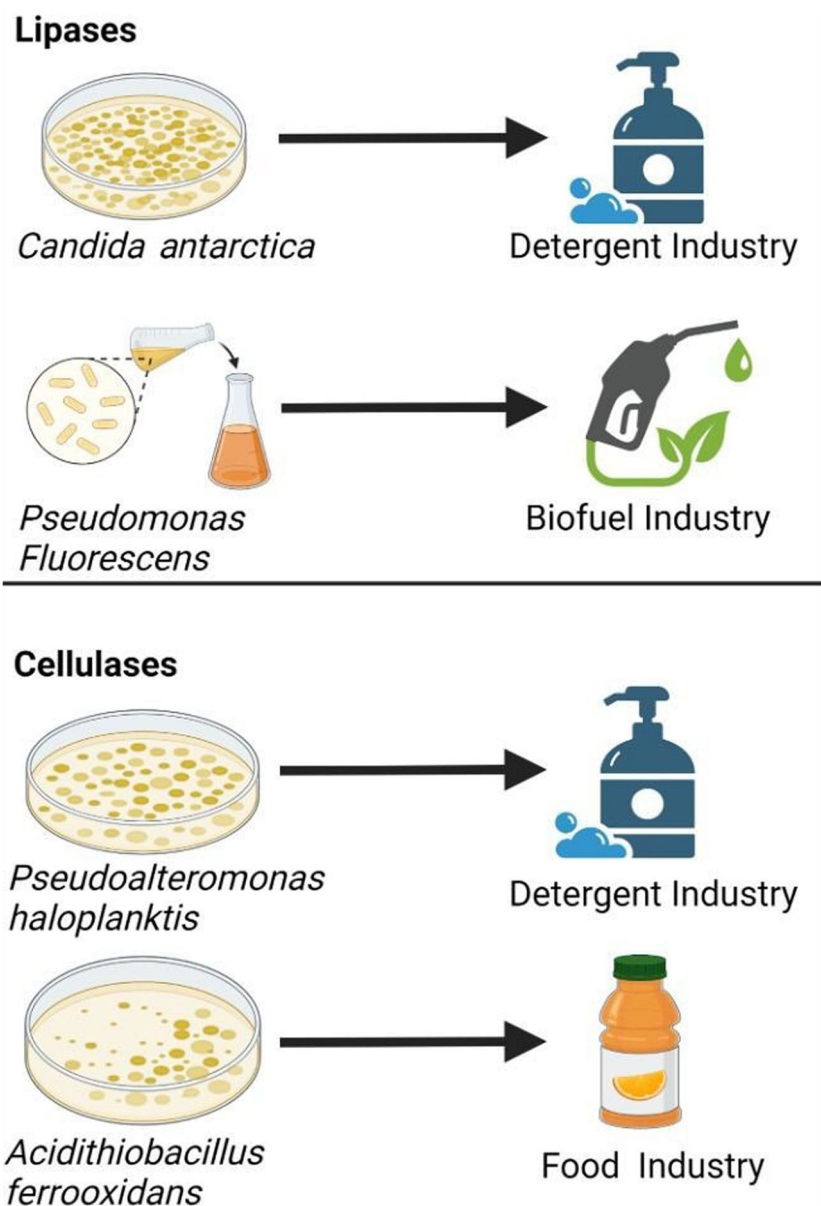 Lipases
Candida antarctica
Detergent Industry
Pseudomonas
Fluorescens
Biofuel Industry
Cellulases
Pseudoalteromonas
haloplanktis
Detergent Industry
Acidithiobacillus
ferrooxidans
Food Industry